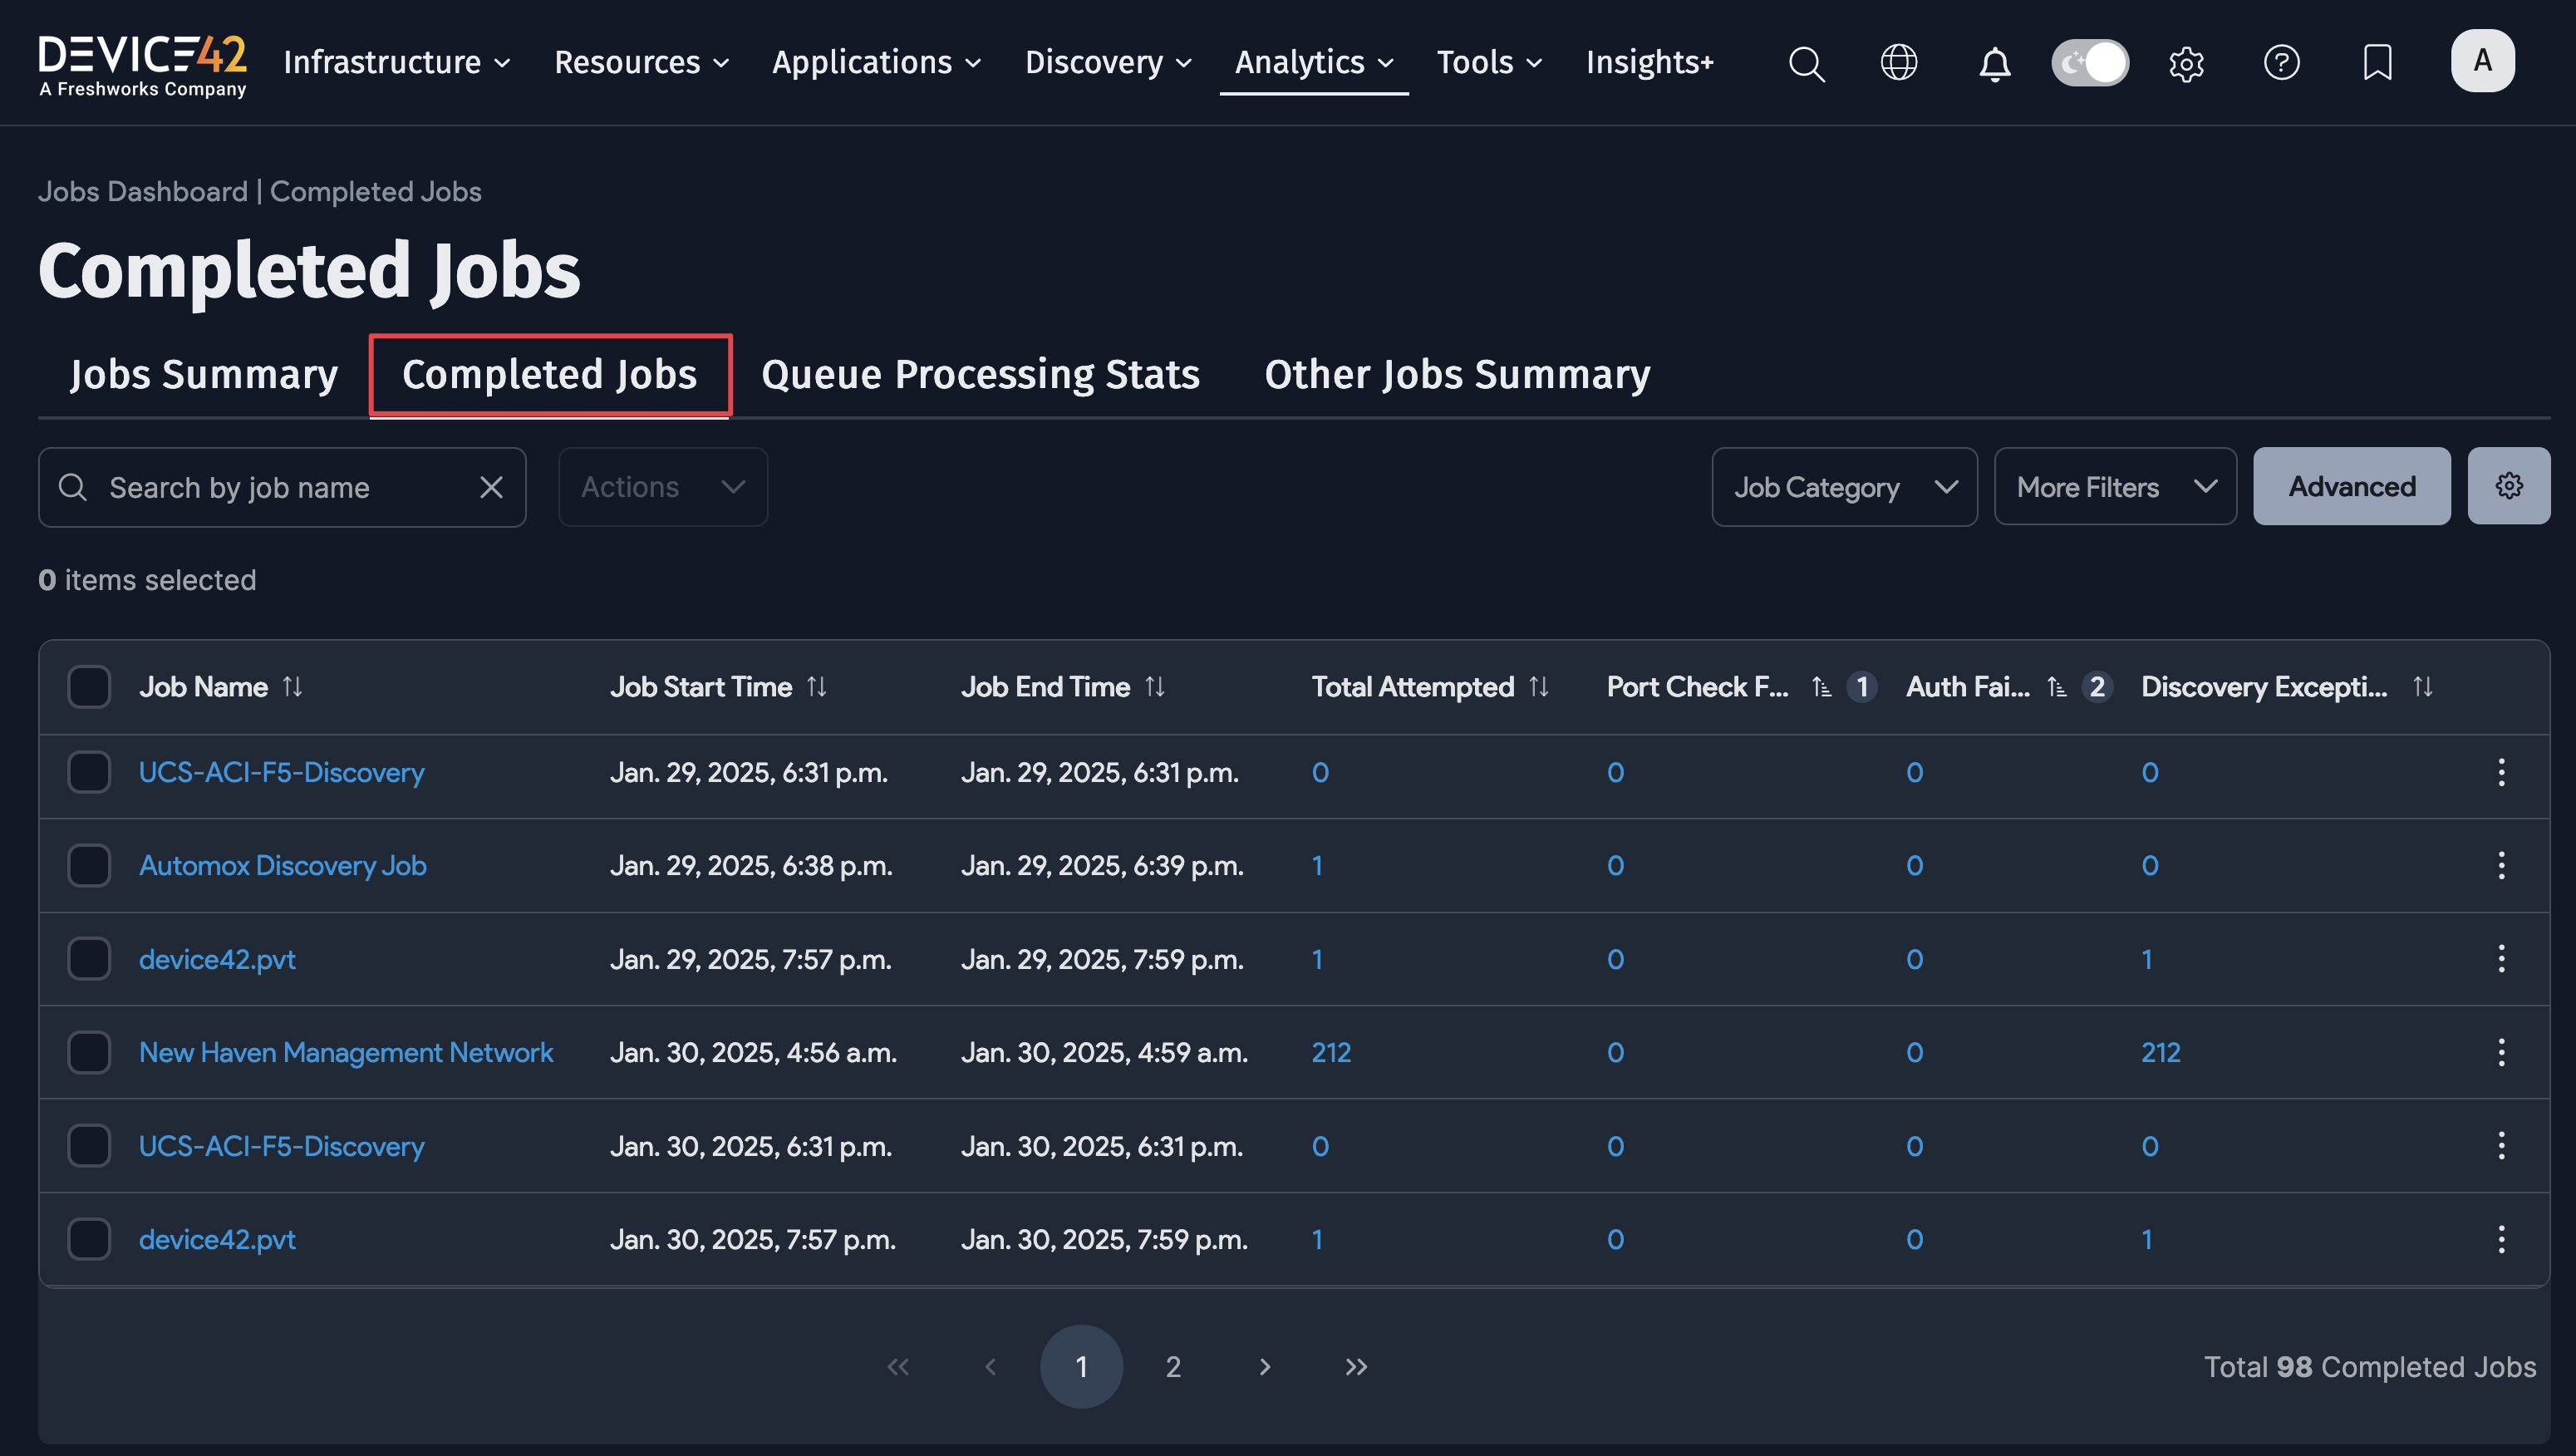 DEVICE42
A Freshworks Company
Infrastructure Resources Applications Discovery Analytics Tools Insights+
A
Jobs Dashboard | Completed Jobs
Completed Jobs
Jobs Summary Completed Jobs Queue Processing Stats Other Jobs Summary
Search by job name Actions Job Category More Filters Advanced
0 items selected
Job Name Job Start Time Job End Time Total Attempted Port Check F... 1 Auth Fai... 2 Discovery Excepti...
UCS-ACI-F5-Discovery Jan. 29, 2025, 6:31 p.m. Jan. 29, 2025, 6:31 p.m. 0 0 0 0
Automox Discovery Job Jan. 29, 2025, 6:38 p.m. Jan. 29, 2025, 6:39 p.m. 1 0 0 0
device42.pvt Jan. 29, 2025, 7:57 p.m. Jan. 29, 2025, 7:59 p.m. 1 0 0 1
New Haven Management Network Jan. 30, 2025, 4:56 a.m. Jan. 30, 2025, 4:59 a.m. 212 0 0 212
UCS-ACI-F5-Discovery Jan. 30, 2025, 6:31 p.m. Jan. 30, 2025, 6:31 p.m. 0 0 0 0
device42.pvt Jan. 30, 2025, 7:57 p.m. Jan. 30, 2025, 7:59 p.m. 1 0 0 1
1 2 Total 98 Completed Jobs